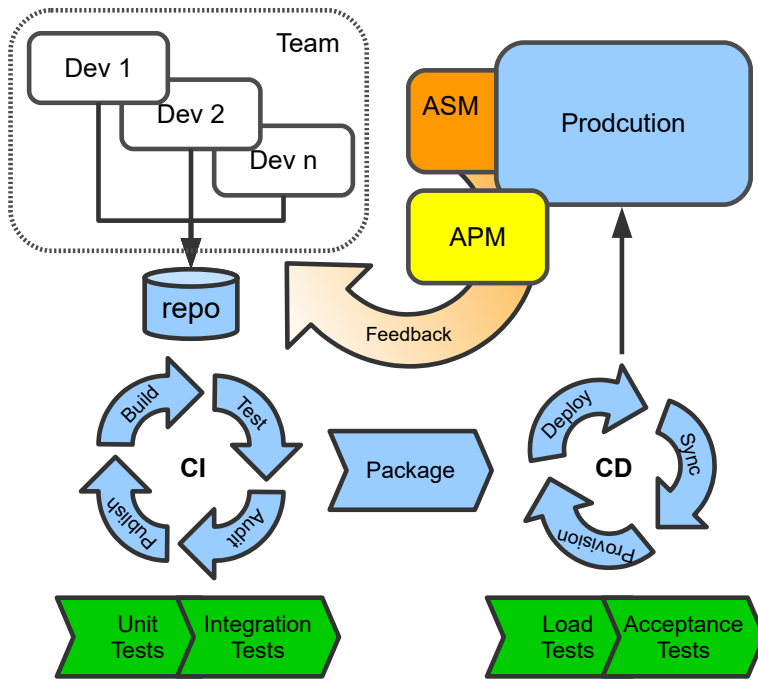 Team
Dev 1
Dev 2
Dev n
ASM
Prodcution
APM
repo
Feedback
Build
Test
CI
Publish
Audit
Package
Deploy
Sync
CD
Provision
Unit
Tests
Integration
Tests
Load
Tests
Acceptance
Tests